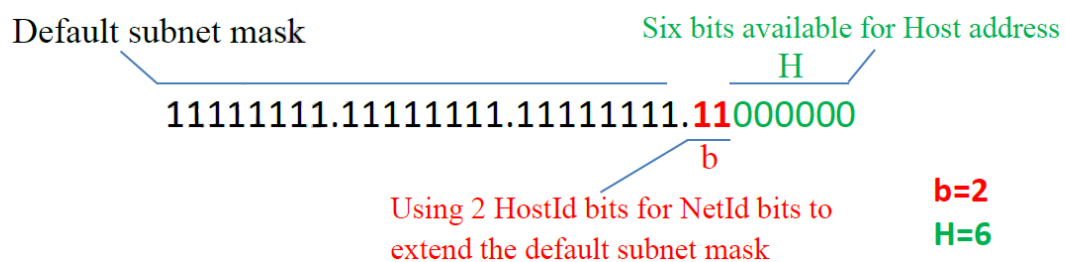 Default subnet mask
Six bits available for Host address
H
11111111.11111111.11111111.11000000
b
Using 2 HostId bits for NetId bits to
extend the default subnet mask
b=2
H=6